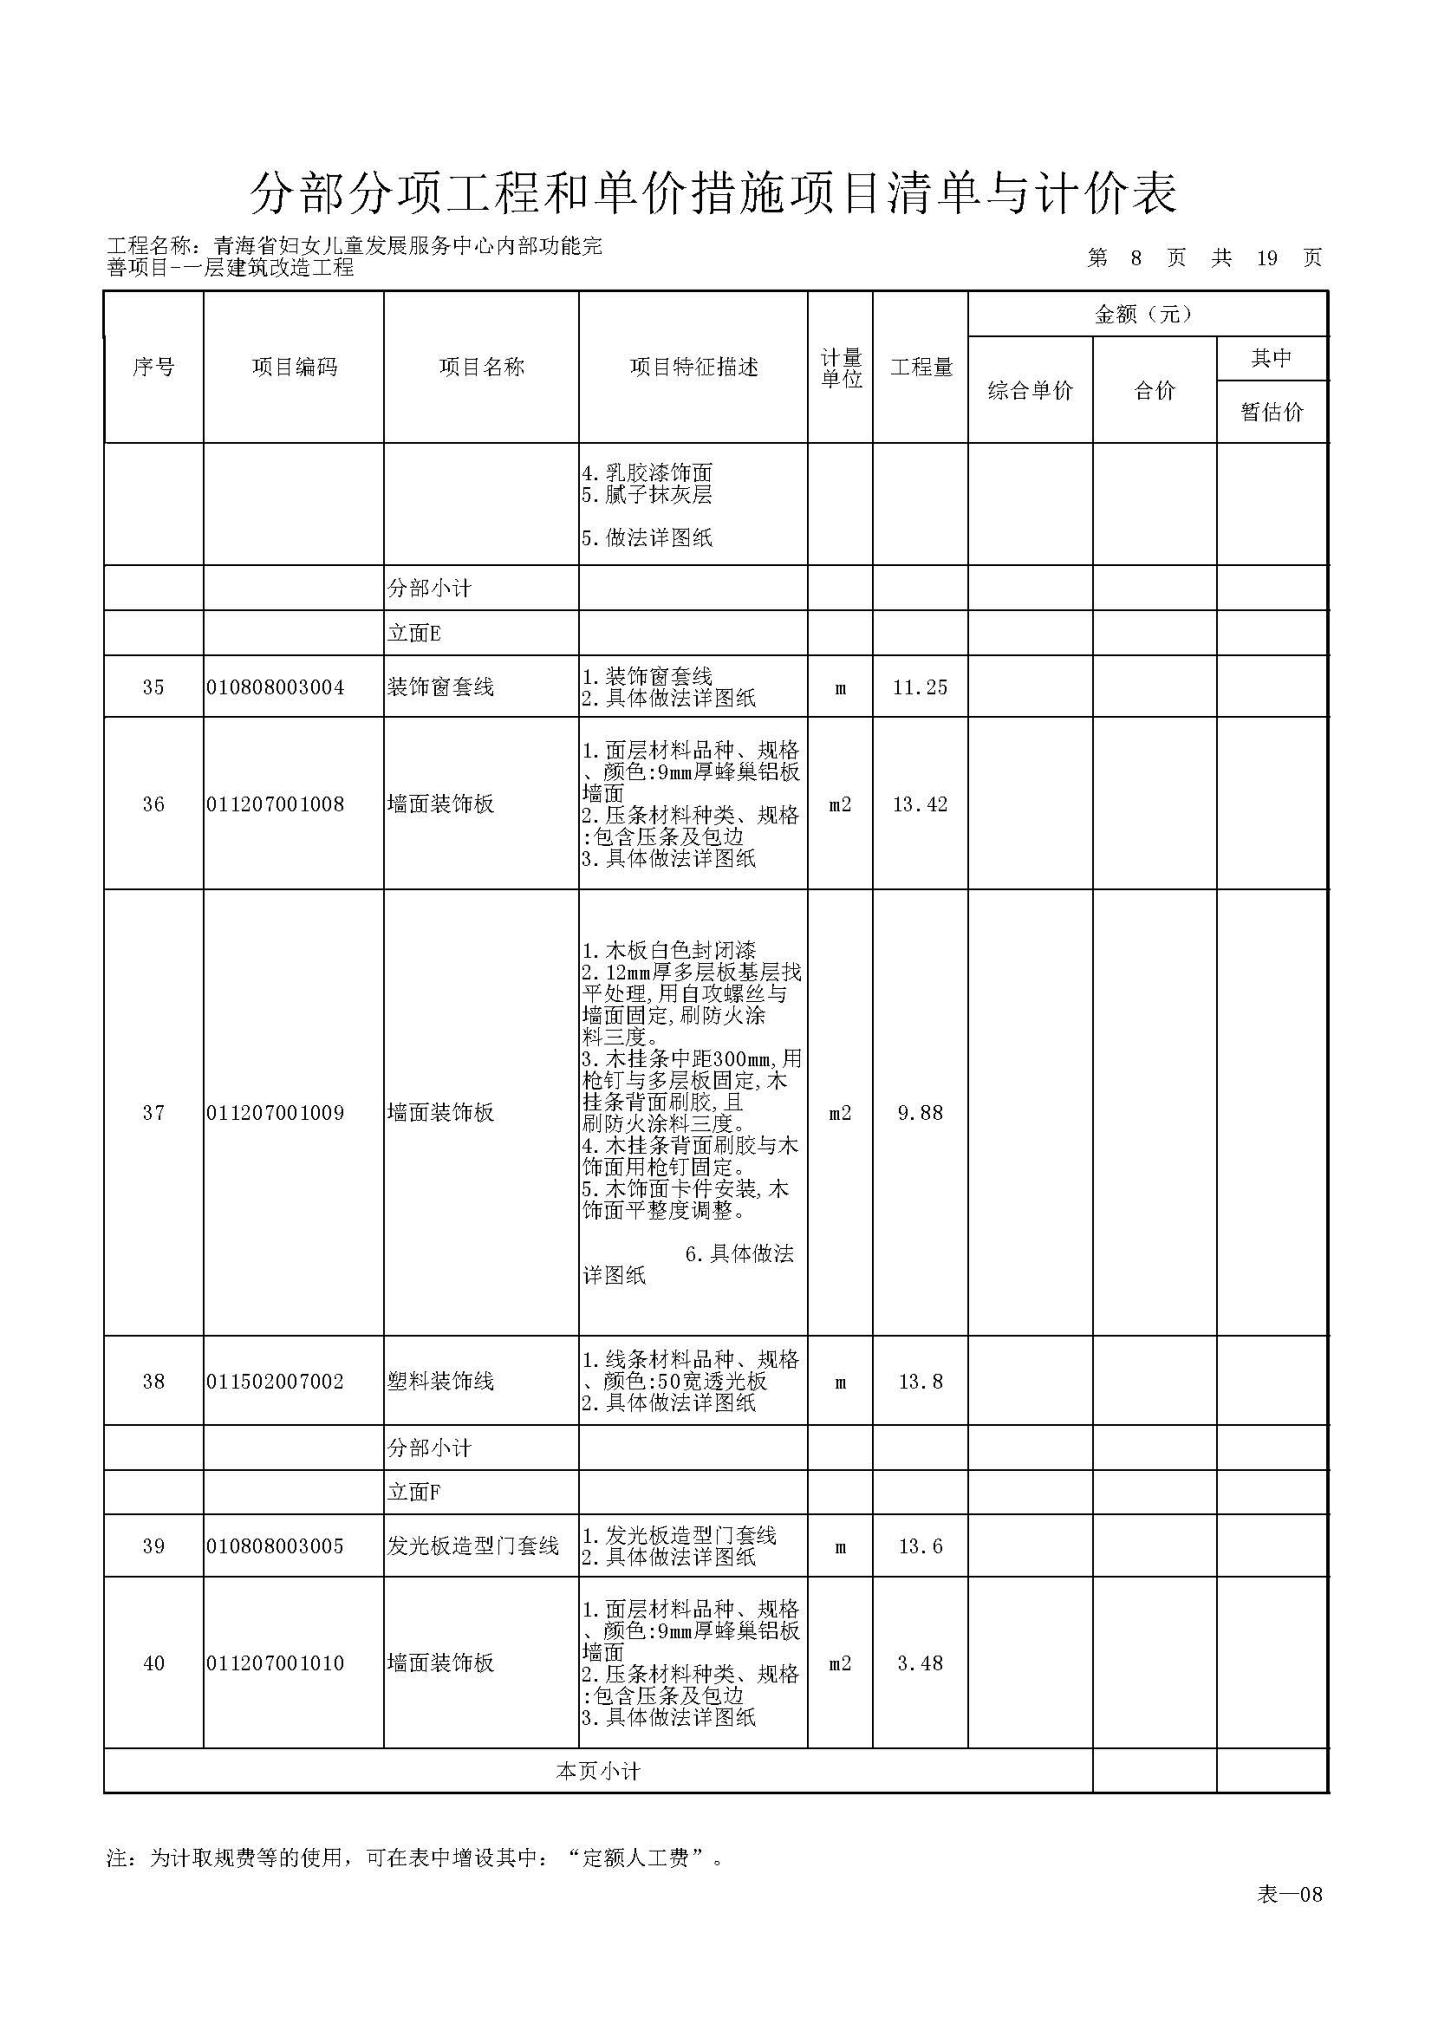 分部分项工程和单价措施项目清单与计价表
工程名称：青海省妇女儿童发展服务中心内部功能完
善项目-一层建筑改造工程
第 8 页 共 19 页
序号 项目编码 项目名称 项目特征描述 计量单位 工程量 金额（元）
综合单价 合价 其中
暂估价
4.乳胶漆饰面
5.腻子抹灰层
5.做法详图纸
分部小计
立面E
35 010808003004 装饰窗套线 1.装饰窗套线
2.具体做法详图纸
m 11.25
36 011207001008 墙面装饰板 1.面层材料品种、规格
、颜色:9mm厚蜂巢铝板
墙面
2.压条材料种类、规格
:包含压条及包边
3.具体做法详图纸
m2 13.42
37 011207001009 墙面装饰板 1.木板白色封闭漆
2.12mm厚多层板基层找
平处理,用自攻螺丝与
墙面固定,刷防火涂
料三度。
3.木挂条中距300mm,用
枪钉与多层板固定,木
挂条背面刷胶,且
刷防火涂料三度。
4.木挂条背面刷胶与木
饰面用枪钉固定。
5.木饰面卡件安装,木
饰面平整度调整。
6.具体做法
详图纸
m2 9.88
38 011502007002 塑料装饰线 1.线条材料品种、规格
、颜色:50宽透光板
2.具体做法详图纸
m 13.8
分部小计
立面F
39 010808003005 发光板造型门套线 1.发光板造型门套线
2.具体做法详图纸
m 13.6
40 011207001010 墙面装饰板 1.面层材料品种、规格
、颜色:9mm厚蜂巢铝板
墙面
2.压条材料种类、规格
:包含压条及包边
3.具体做法详图纸
m2 3.48
本页小计
注：为计取规费等的使用，可在表中增设其中：“定额人工费”。
表—08